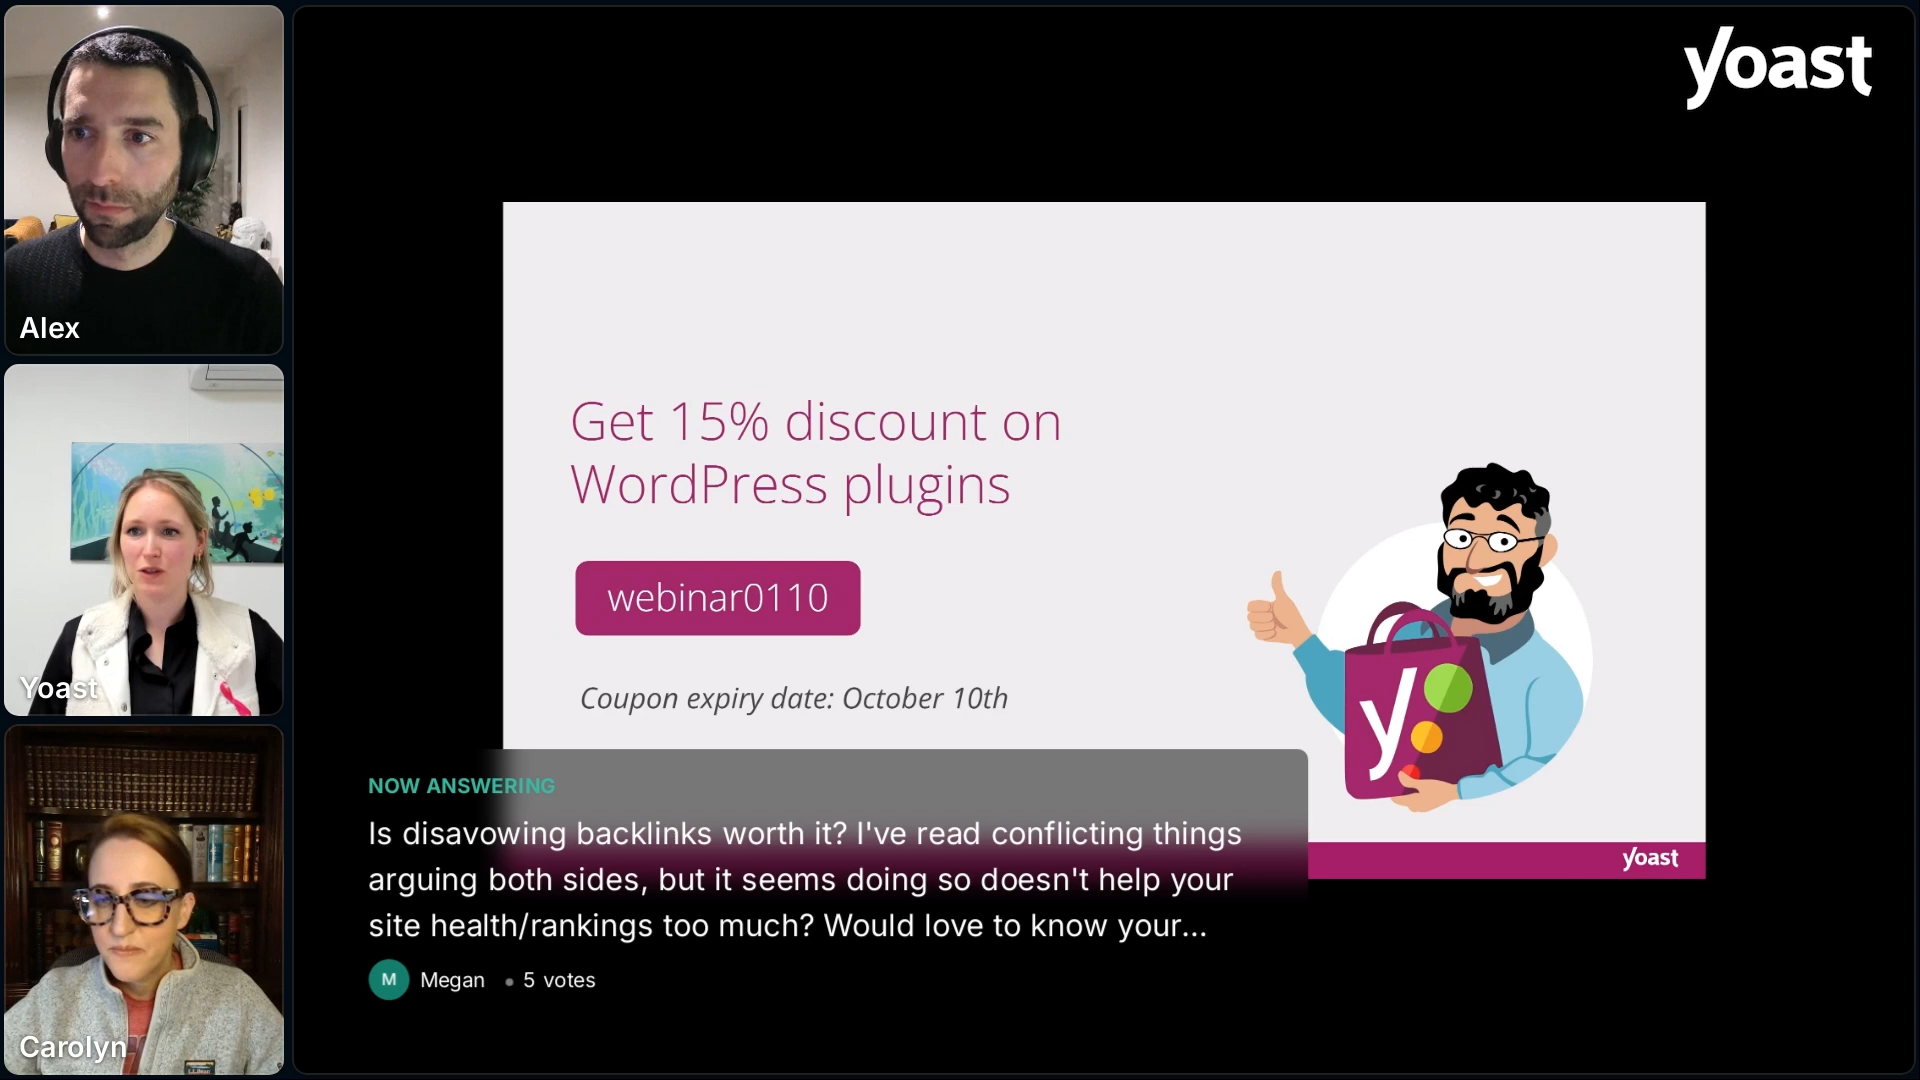 Alex
Yoast
Carolyn
yoast
Get 15% discount on
WordPress plugins
webinar0110
Coupon expiry date: October 10th
y
yoast
NOW ANSWERING
Is disavowing backlinks worth it? I've read conflicting things
arguing both sides, but it seems doing so doesn't help your
site health/rankings too much? Would love to know your...
M Megan • 5 votes